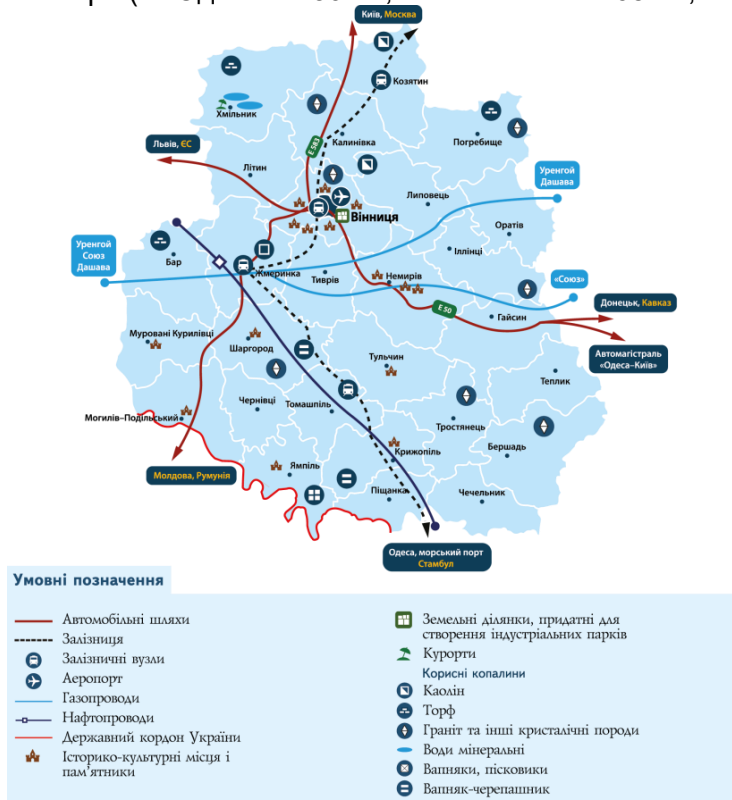 Київ, Москва
Козятин
Хмільник
Калинівка
Погребище
E 583
Львів, ЄС
Літин
Уренгой
Дашава
Липовець
Вінниця
Оратів
Уренгой
Союз
Дашава
Бар
Іллінці
Жмеринка
Тиврів
Немирів
«Союз»
E 50
Гайсин
Донецьк, Кавказ
Муровані Курилівці
Шаргород
Автомагістраль
«Одеса–Київ»
Тульчин
Теплик
Чернівці
Томашпіль
Могилів–Подільський
Тростянець
Бершадь
Крижопіль
Ямпіль
Молдова, Румунія
Піщанка
Чечельник
Одеса, морський порт
Стамбул
Умовні позначення
Автомобільні шляхи
Залізниця
Залізничні вузли
Аеропорт
Газопроводи
Нафтопроводи
Державний кордон України
Історико-культурні місця і
пам’ятники
Земельні ділянки, придатні для
створення індустріальних парків
Курорти
Корисні копалини
Каолін
Торф
Граніт та інші кристалічні породи
Води мінеральні
Вапняки, пісковики
Вапняк-черепашник